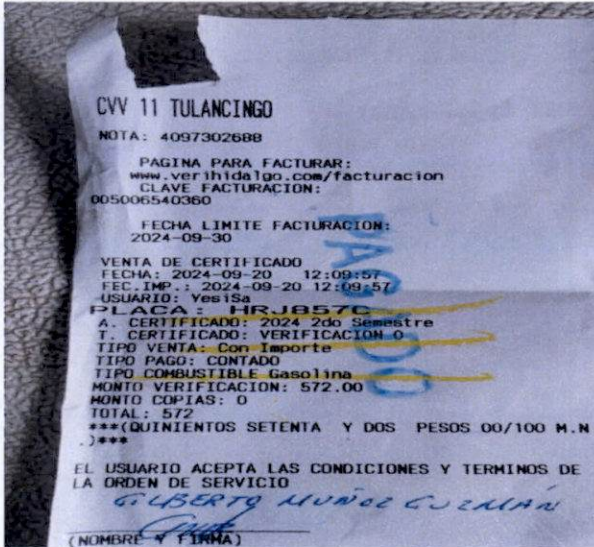 CVV 11 TULANCINGO
NOTA: 4097302688
PAGINA PARA FACTURAR:
www.verihidalgo.com/facturacion
CLAVE FACTURACION:
005006540360
FECHA LIMITE FACTURACION:
2024-09-30
VENTA DE CERTIFICADO
FECHA: 2024-09-20 12:09:57
FEC.IMP.: 2024-09-20 12:09:57
USUARIO: YesiSa
PLACA: HRJ857C
A. CERTIFICADO: 2024 2do Semestre
T. CERTIFICADO: VERIFICACION 0
TIPO VENTA: Con Importe
TIPO PAGO: CONTADO
TIPO COMBUSTIBLE Gasolina
MONTO VERIFICACION: 572.00
MONTO COPIAS: 0
TOTAL: 572
***(QUINIENTOS SETENTA Y DOS PESOS 00/100 M.N
.)***
EL USUARIO ACEPTA LAS CONDICIONES Y TERMINOS DE
LA ORDEN DE SERVICIO
GILBERTO MUÑOZ GUZMÁN
(NOMBRE Y FIRMA)
PAGADO